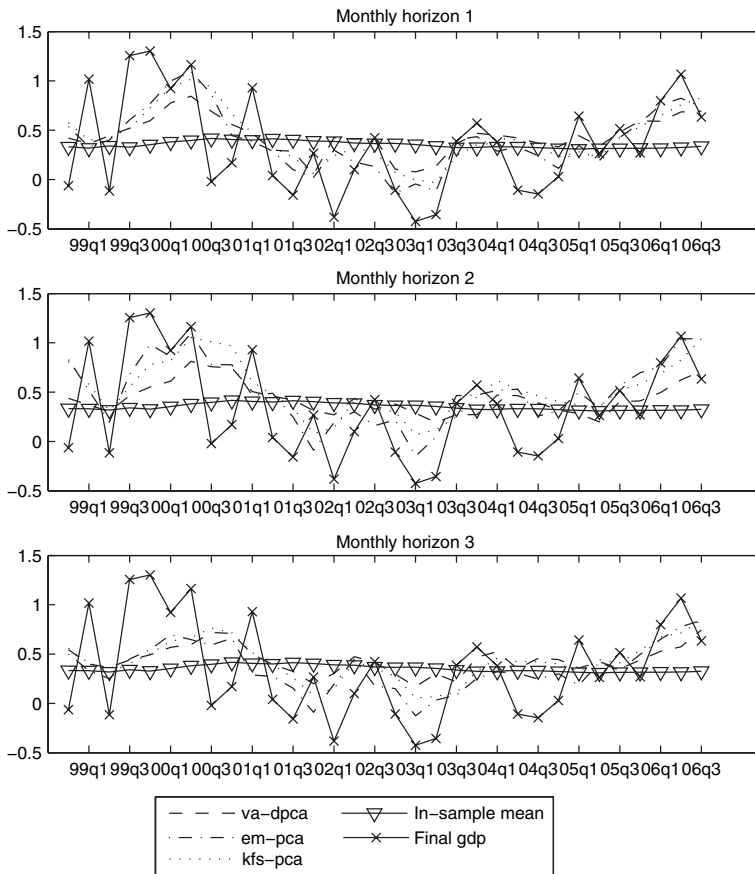 Monthly horizon 1
1.5
1
0.5
0
−0.5
99q1 99q3 00q1 00q3 01q1 01q3 02q1 02q3 03q1 03q3 04q1 04q3 05q1 05q3 06q1 06q3
Monthly horizon 2
1.5
1
0.5
0
−0.5
99q1 99q3 00q1 00q3 01q1 01q3 02q1 02q3 03q1 03q3 04q1 04q3 05q1 05q3 06q1 06q3
Monthly horizon 3
1.5
1
0.5
0
−0.5
99q1 99q3 00q1 00q3 01q1 01q3 02q1 02q3 03q1 03q3 04q1 04q3 05q1 05q3 06q1 06q3
va−dpca In−sample mean
em−pca Final gdp
kfs−pca